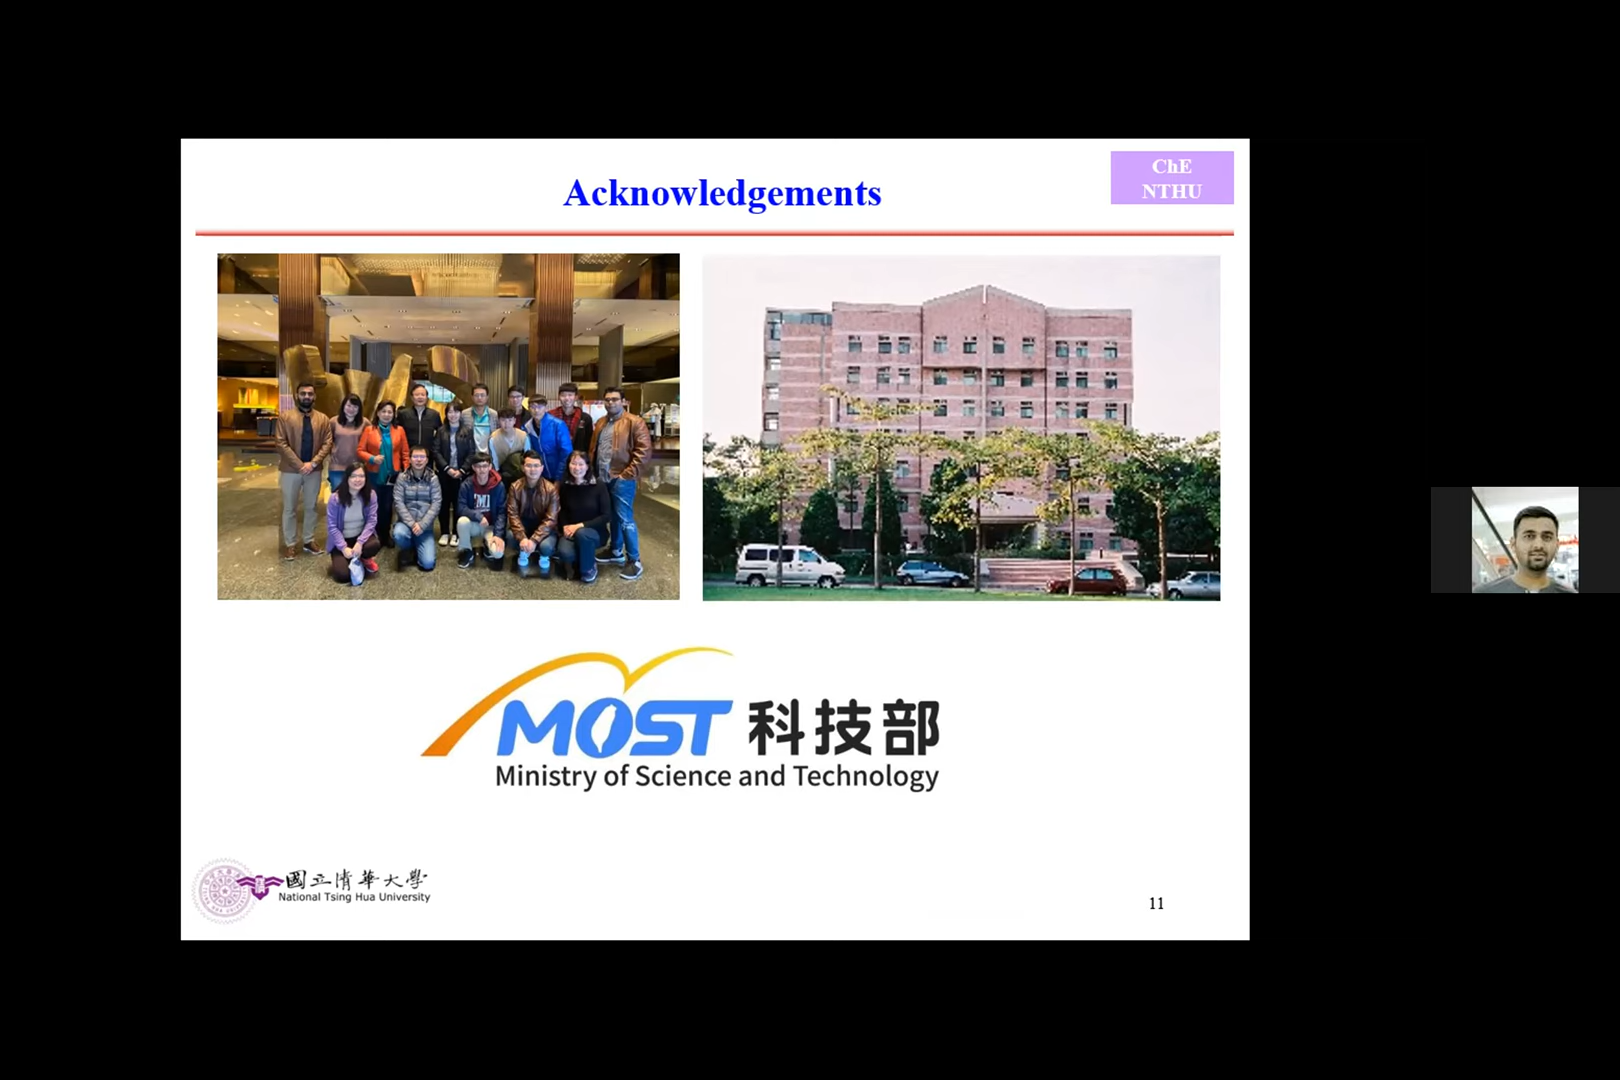 Acknowledgements
ChE
NTHU
MOST 科技部
Ministry of Science and Technology
國立清華大學
National Tsing Hua University
11